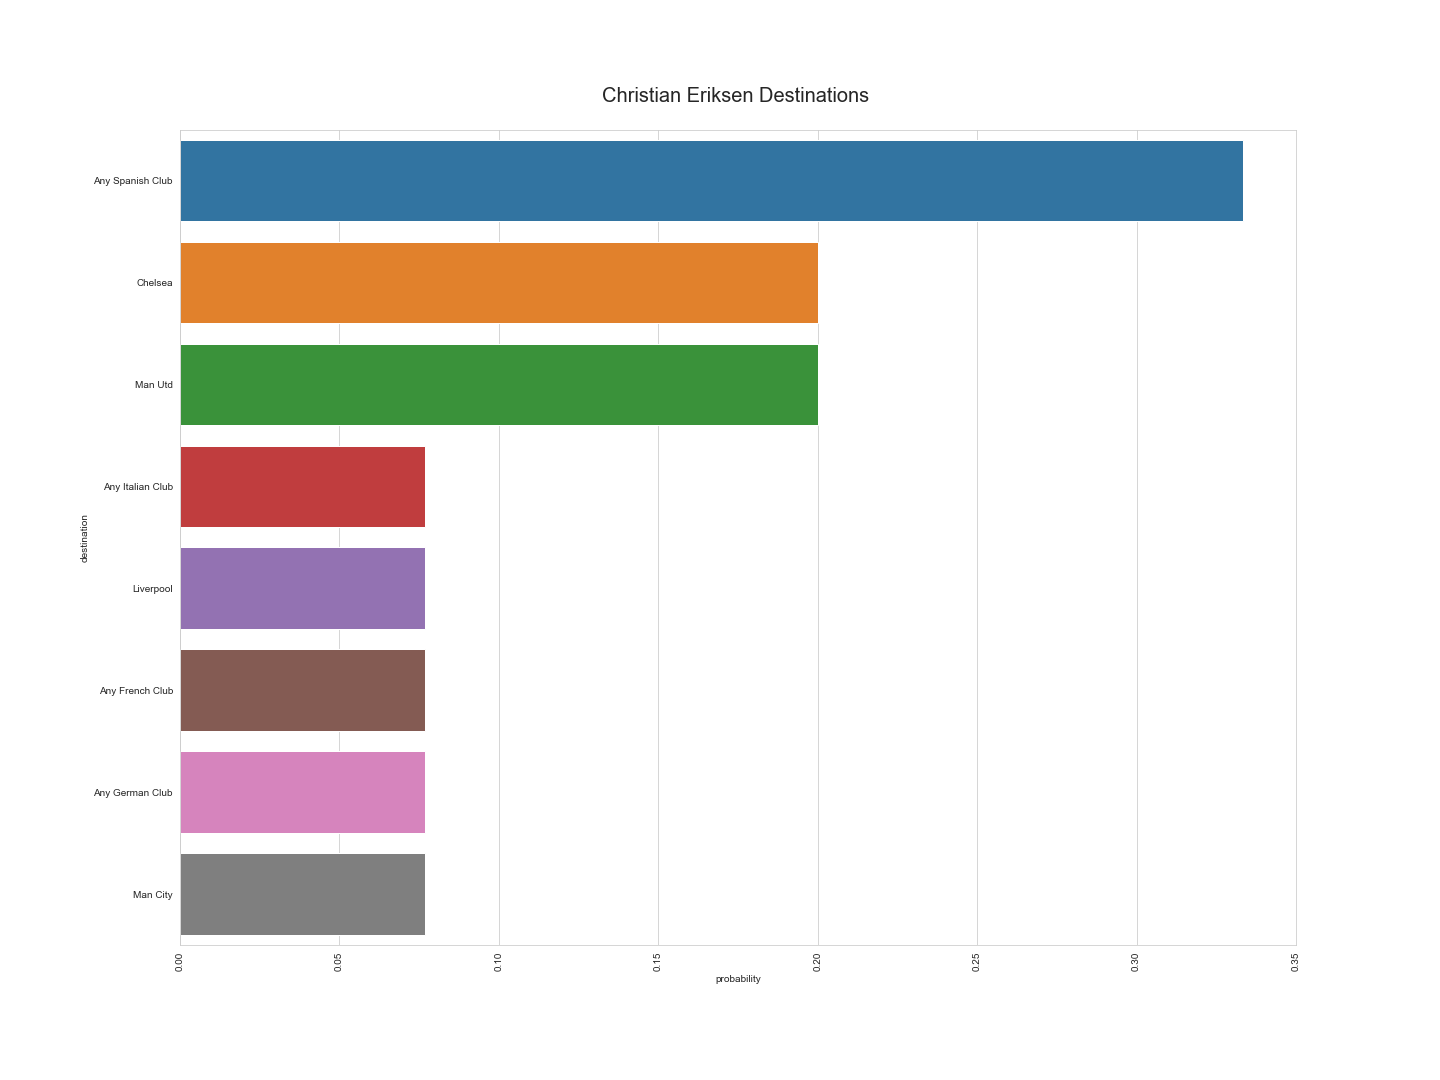 Christian Eriksen Destinations
Any Spanish Club
Chelsea
Man Utd
Any Italian Club
destination
Liverpool
Any French Club
Any German Club
Man City
0.00 0.05 0.10 0.15 0.20 0.25 0.30 0.35
probability